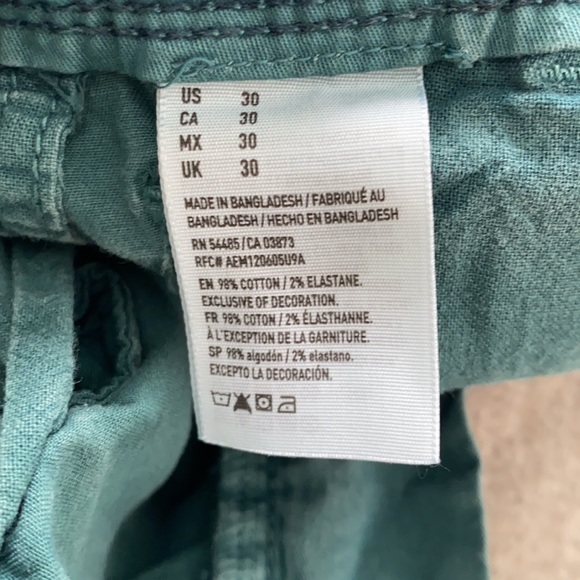 US 30
CA 30
MX 30
UK 30
MADE IN BANGLADESH / FABRIQUÉ AU
BANGLADESH / HECHO EN BANGLADESH
RN 54485 / CA 03873
RFC# AEM120605U9A
EN 98% COTTON / 2% ELASTANE.
EXCLUSIVE OF DECORATION.
FR 98% COTON / 2% ÉLASTHANNE.
À L'EXCEPTION DE LA GARNITURE.
SP 98% algodón / 2% elastano.
EXCEPTO LA DECORACIÓN.